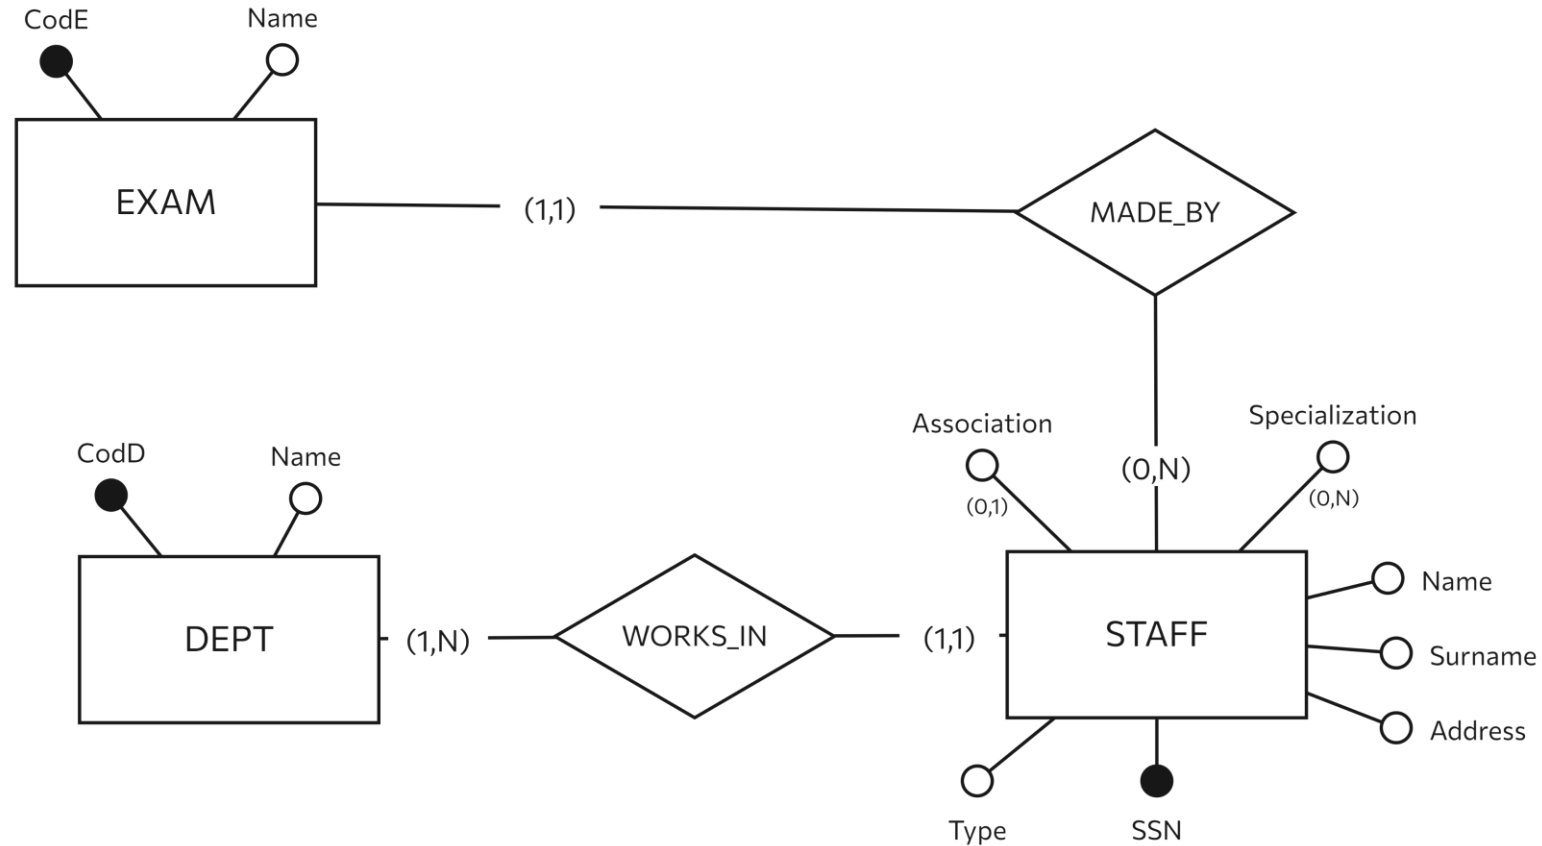 CodE
Name
EXAM
(1,1)
MADE_BY
CodD
Name
Association
(0,1)
(0,N)
Specialization
(0,N)
DEPT
(1,N)
WORKS_IN
(1,1)
STAFF
Name
Surname
Address
Type
SSN